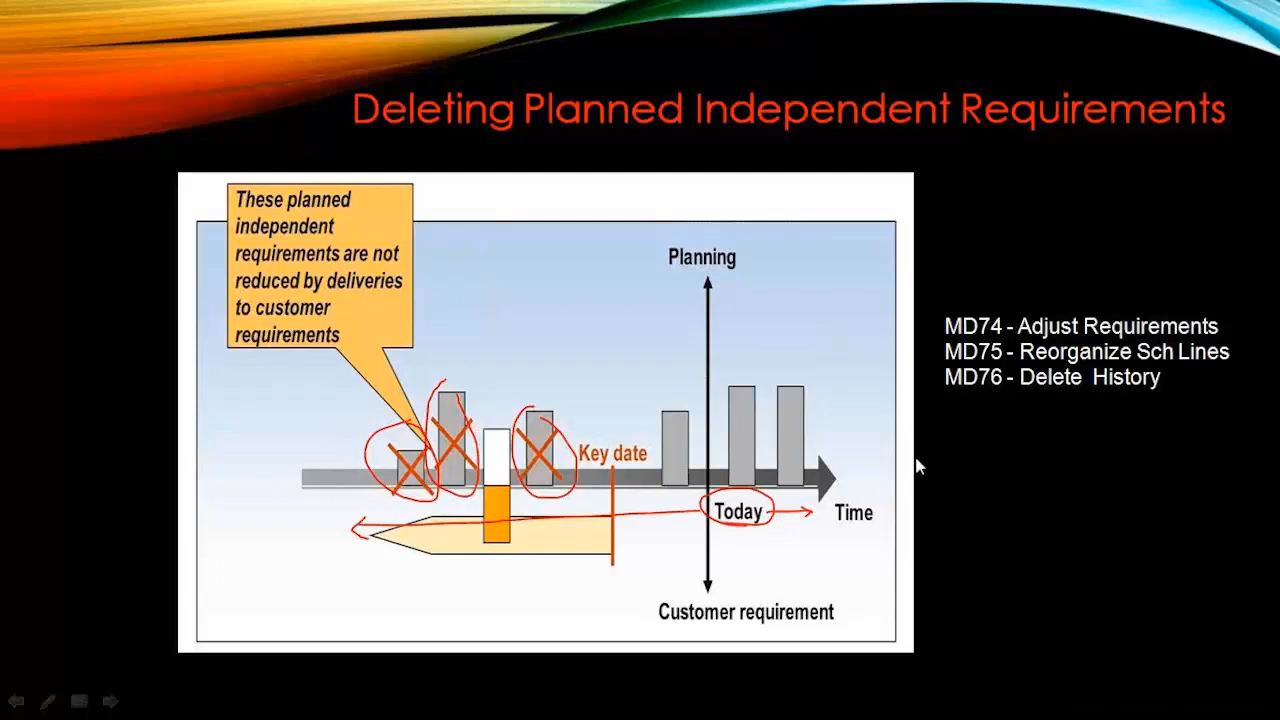 Deleting Planned Independent Requirements
These planned
independent
requirements are not
reduced by deliveries
to customer
requirements
Planning
MD74 - Adjust Requirements
MD75 - Reorganize Sch Lines
MD76 - Delete History
Key date
Today
Time
Customer requirement